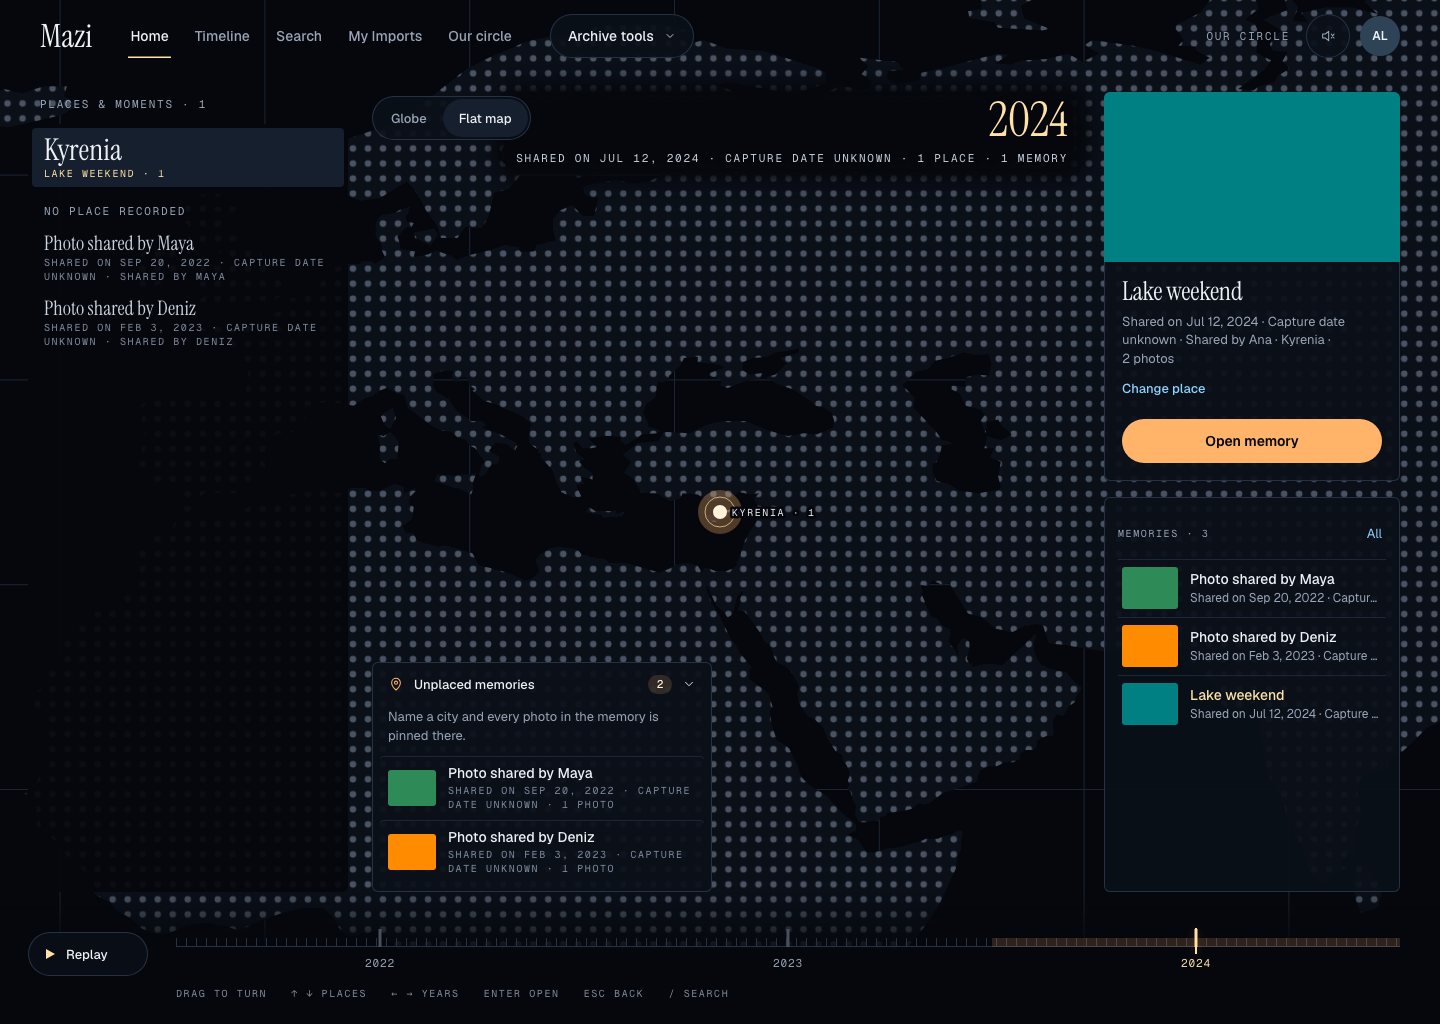 Mazi
Home
Timeline
Search
My Imports
Our circle
Archive tools
OUR CIRCLE
AL
PLACES & MOMENTS · 1
Kyrenia
LAKE WEEKEND · 1
NO PLACE RECORDED
Photo shared by Maya
SHARED ON SEP 20, 2022 · CAPTURE DATE
UNKNOWN · SHARED BY MAYA
Photo shared by Deniz
SHARED ON FEB 3, 2023 · CAPTURE DATE
UNKNOWN · SHARED BY DENIZ
Globe
Flat map
2024
SHARED ON JUL 12, 2024 · CAPTURE DATE UNKNOWN · 1 PLACE · 1 MEMORY
KYRENIA · 1
Unplaced memories
2
Name a city and every photo in the memory is
pinned there.
Photo shared by Maya
SHARED ON SEP 20, 2022 · CAPTURE
DATE UNKNOWN · 1 PHOTO
Photo shared by Deniz
SHARED ON FEB 3, 2023 · CAPTURE
DATE UNKNOWN · 1 PHOTO
Lake weekend
Shared on Jul 12, 2024 · Capture date
unknown · Shared by Ana · Kyrenia ·
2 photos
Change place
Open memory
MEMORIES · 3
All
Photo shared by Maya
Shared on Sep 20, 2022 · Captur…
Photo shared by Deniz
Shared on Feb 3, 2023 · Capture …
Lake weekend
Shared on Jul 12, 2024 · Capture …
Replay
2022
2023
2024
DRAG TO TURN
↑ ↓ PLACES
← → YEARS
ENTER OPEN
ESC BACK
/ SEARCH